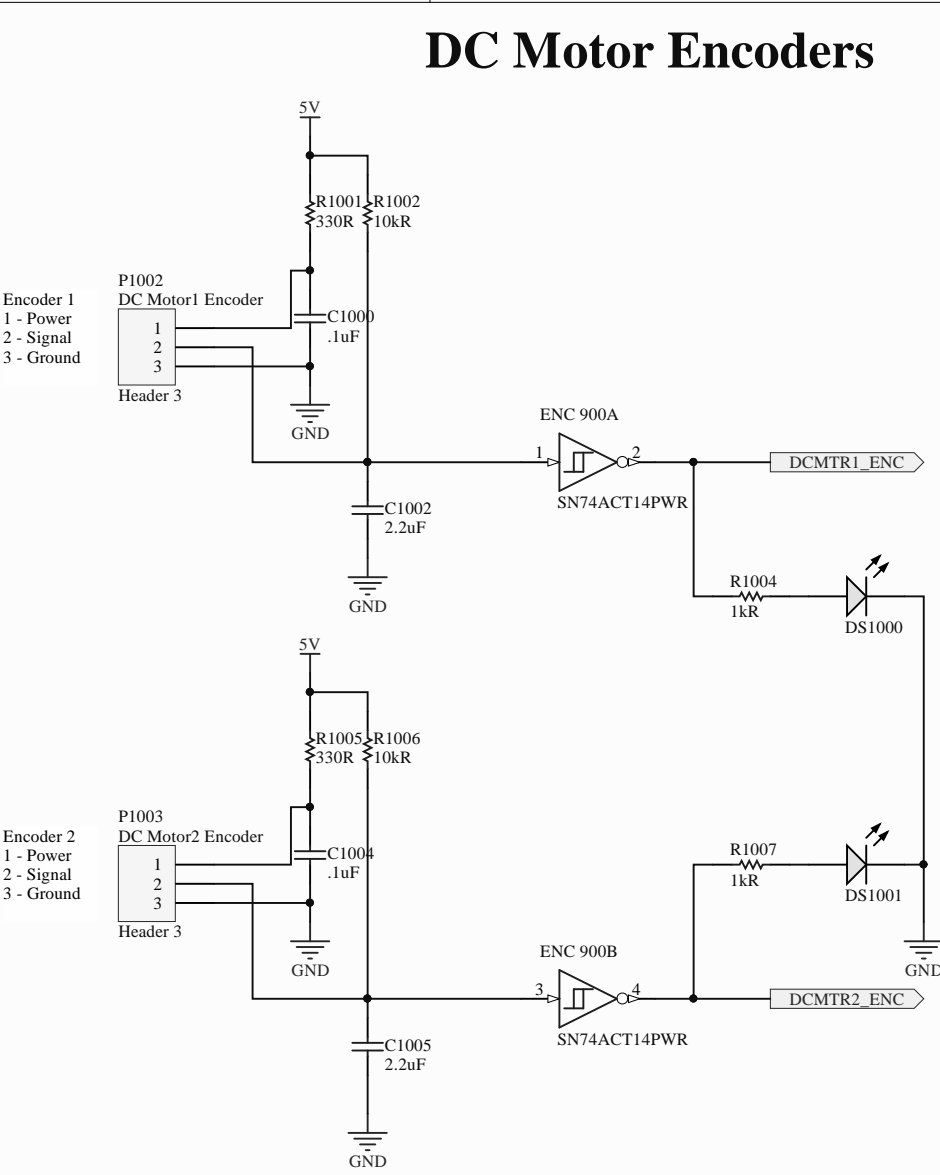 DC Motor Encoders
5V
R1001
330R
R1002
10kR
P1002
DC Motor1 Encoder
Encoder 1
1 - Power
2 - Signal
3 - Ground
1
2
3
Header 3
C1000
.1uF
GND
ENC 900A
1
2
SN74ACT14PWR
DCMTR1_ENC
C1002
2.2uF
GND
R1004
1kR
DS1000
5V
R1005
330R
R1006
10kR
P1003
DC Motor2 Encoder
Encoder 2
1 - Power
2 - Signal
3 - Ground
1
2
3
Header 3
C1004
.1uF
GND
R1007
1kR
DS1001
GND
ENC 900B
3
4
SN74ACT14PWR
DCMTR2_ENC
C1005
2.2uF
GND